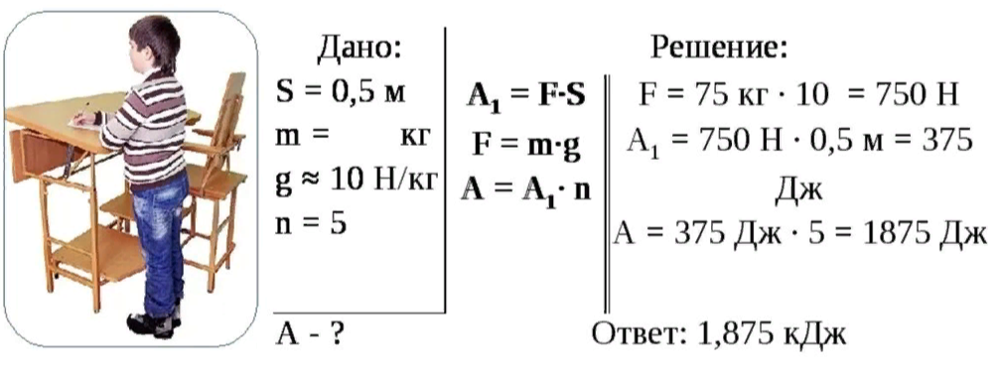 Дано:
S = 0,5 м
m = кг
g ≈ 10 Н/кг
n = 5
A - ?
A₁ = F·S
F = m·g
A = A₁· n
Решение:
F = 75 кг · 10 = 750 Н
A₁ = 750 Н · 0,5 м = 375
Дж
A = 375 Дж · 5 = 1875 Дж
Ответ: 1,875 кДж